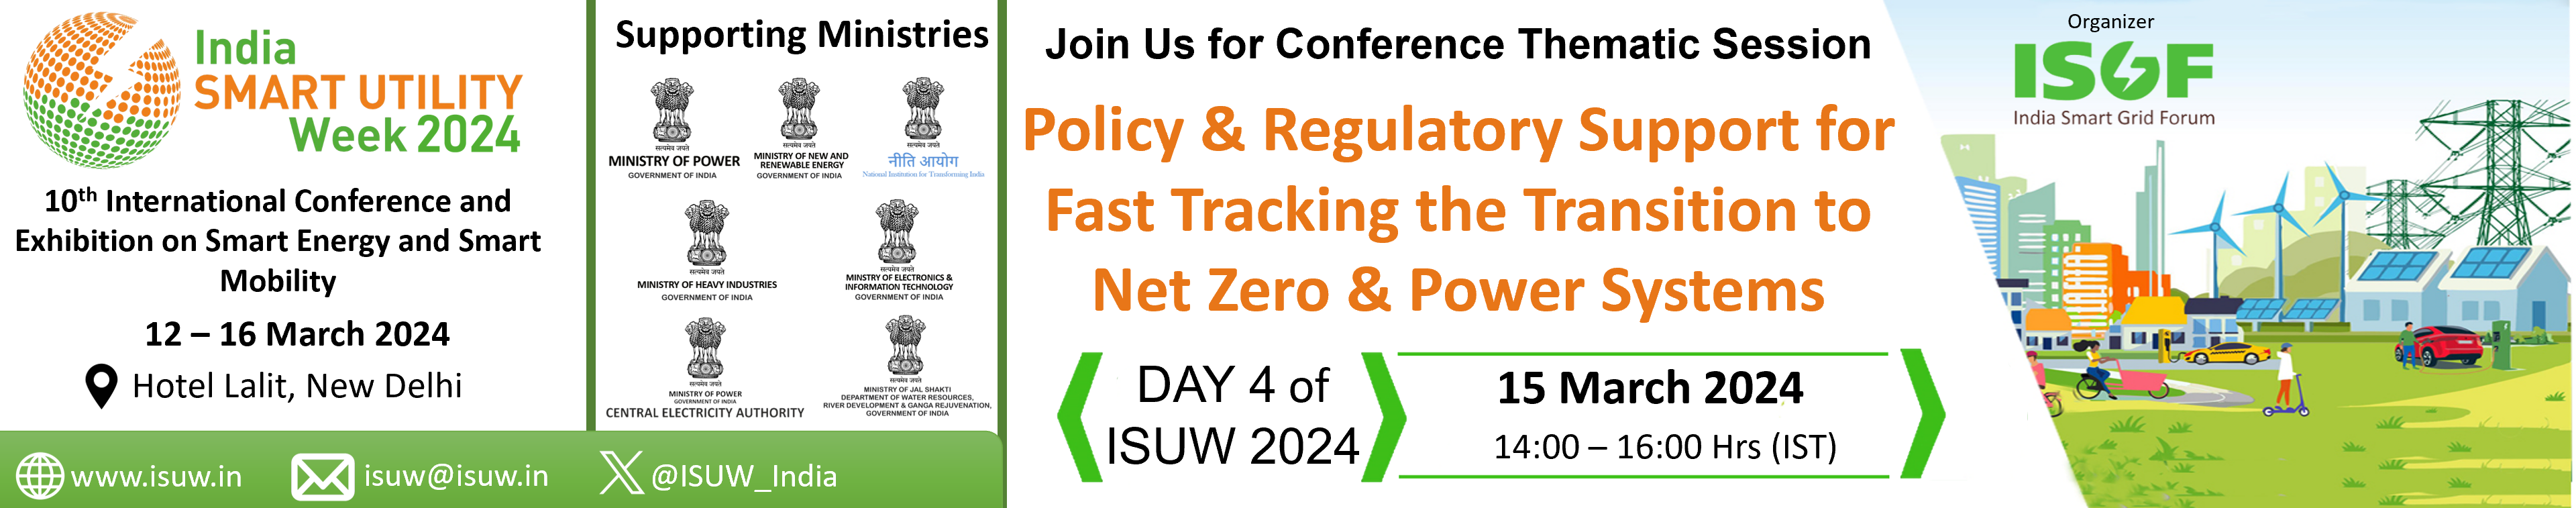 India
SMART UTILITY
Week 2024
10th International Conference and
Exhibition on Smart Energy and Smart
Mobility
12 – 16 March 2024
Hotel Lalit, New Delhi
www.isuw.in
isuw@isuw.in
@ISUW_India
Supporting Ministries
सत्यमेव जयते
MINISTRY OF POWER
GOVERNMENT OF INDIA
सत्यमेव जयते
MINISTRY OF NEW AND
RENEWABLE ENERGY
GOVERNMENT OF INDIA
सत्यमेव जयते
नीति आयोग
National Institution for Transforming India
सत्यमेव जयते
MINISTRY OF HEAVY INDUSTRIES
GOVERNMENT OF INDIA
सत्यमेव जयते
MINISTRY OF ELECTRONICS &
INFORMATION TECHNOLOGY
GOVERNMENT OF INDIA
सत्यमेव जयते
MINISTRY OF POWER
GOVERNMENT OF INDIA
CENTRAL ELECTRICITY AUTHORITY
सत्यमेव जयते
MINISTRY OF JAL SHAKTI
DEPARTMENT OF WATER RESOURCES,
RIVER DEVELOPMENT & GANGA REJUVENATION,
GOVERNMENT OF INDIA
Join Us for Conference Thematic Session
Policy & Regulatory Support for
Fast Tracking the Transition to
Net Zero & Power Systems
DAY 4 of
ISUW 2024
15 March 2024
14:00 – 16:00 Hrs (IST)
Organizer
ISGF
India Smart Grid Forum